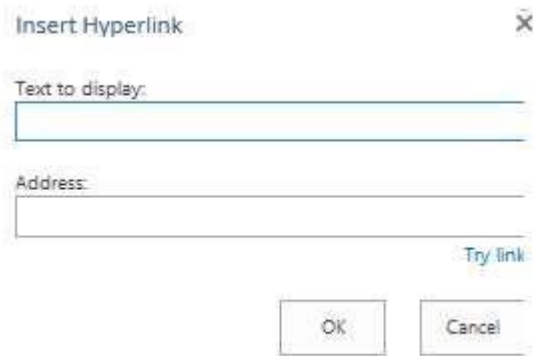 Insert Hyperlink
Text to display:
Address:
Try link
OK
Cancel